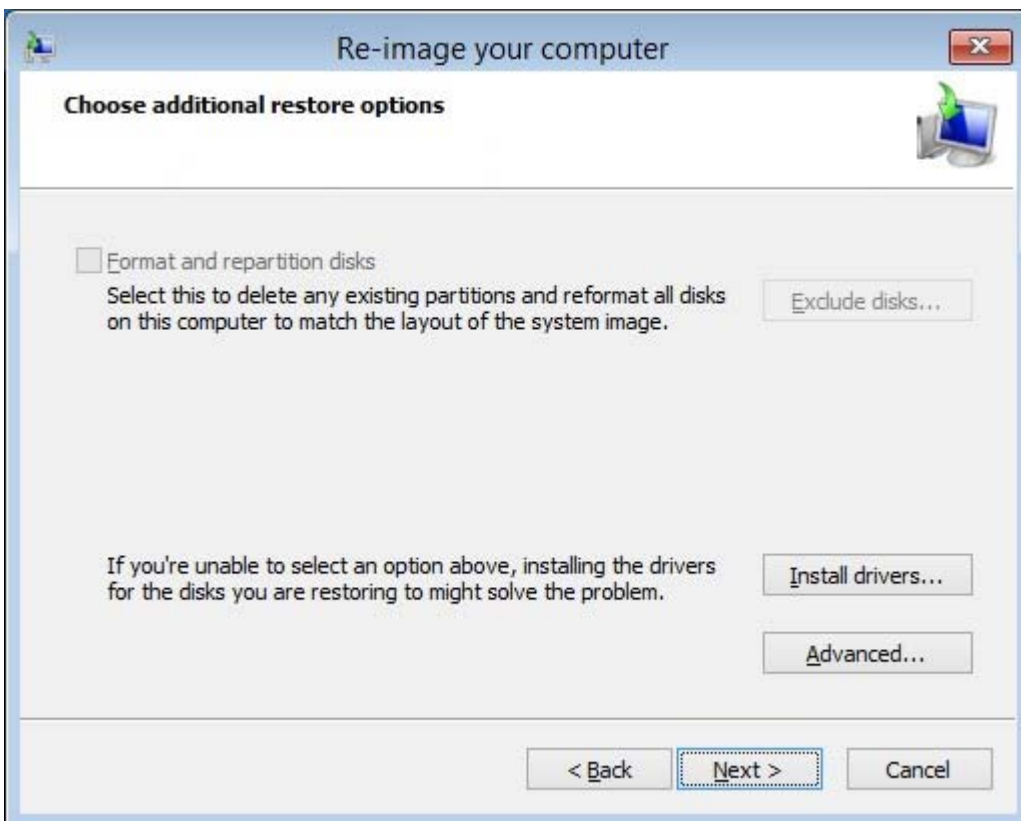 Re-image your computer
Choose additional restore options
Format and repartition disks
Select this to delete any existing partitions and reformat all disks
on this computer to match the layout of the system image.
Exclude disks...
If you're unable to select an option above, installing the drivers
for the disks you are restoring to might solve the problem.
Install drivers...
Advanced...
< Back
Next >
Cancel